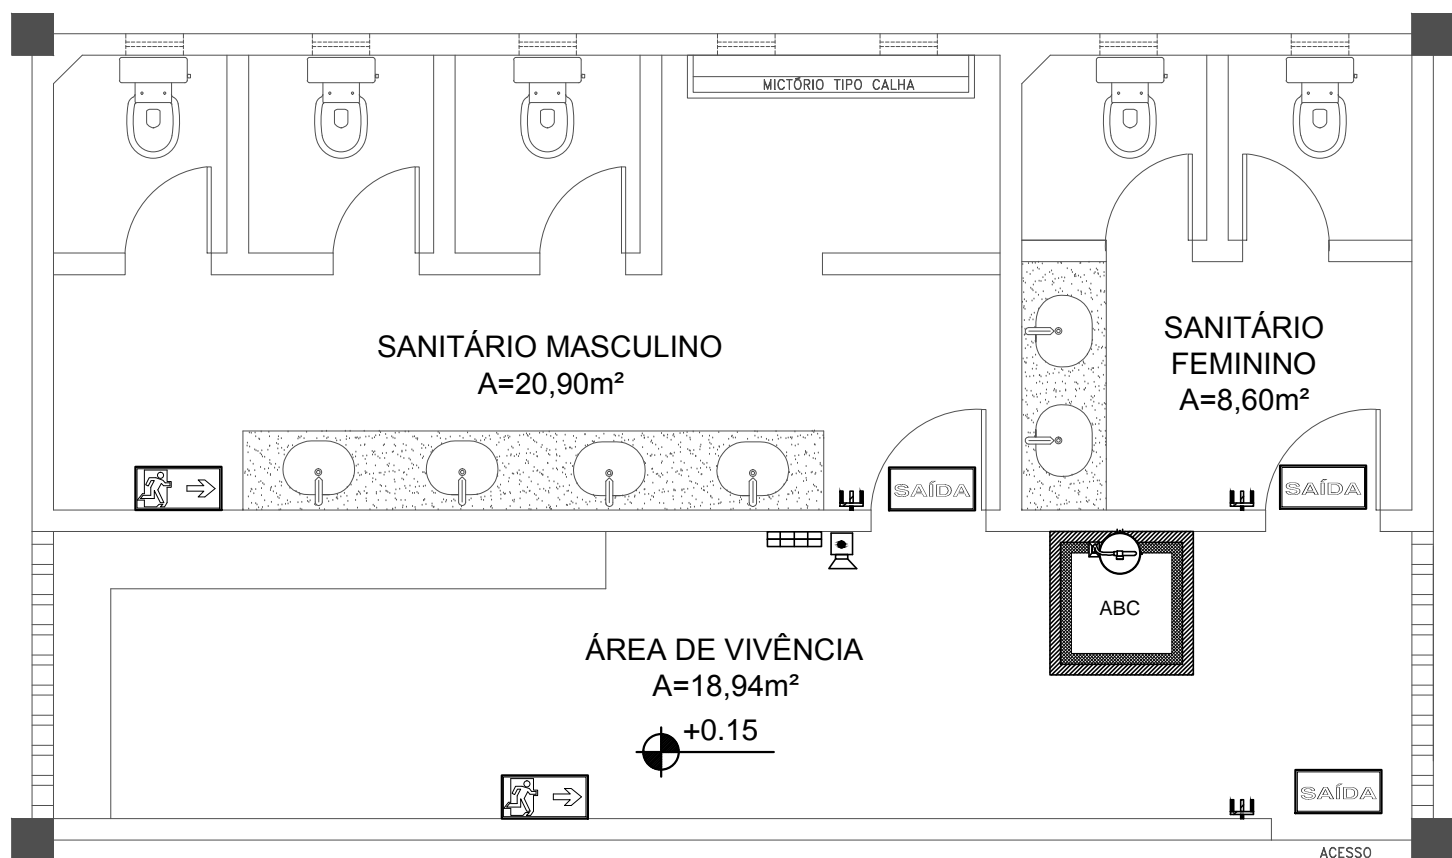 MICTÓRIO TIPO CALHA
SANITÁRIO MASCULINO
A=20,90m²
SANITÁRIO
FEMININO
A=8,60m²
SAÍDA
SAÍDA
ABC
ÁREA DE VIVÊNCIA
A=18,94m²
+0.15
SAÍDA
ACESSO